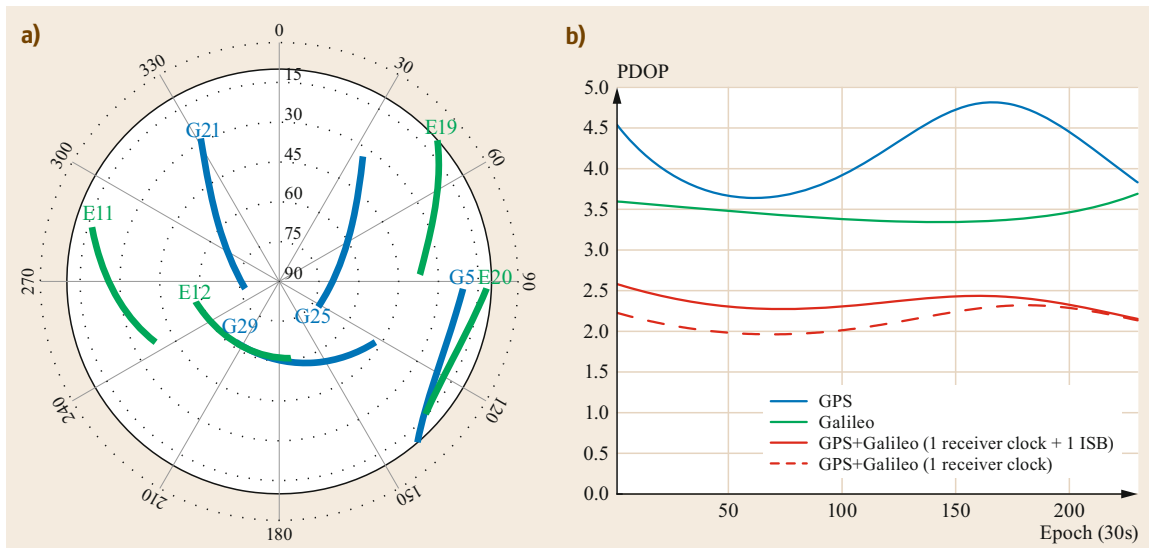 a)
0
30
60
90
120
150
180
210
240
270
300
330
15
30
45
60
75
90
G21
E19
E11
E12
G29
G25
G5
E20
b)
PDOP
5.0
4.5
4.0
3.5
3.0
2.5
2.0
1.5
1.0
0.5
0.0
GPS
Galileo
GPS+Galileo (1 receiver clock + 1 ISB)
GPS+Galileo (1 receiver clock)
50 100 150 200
Epoch (30s)